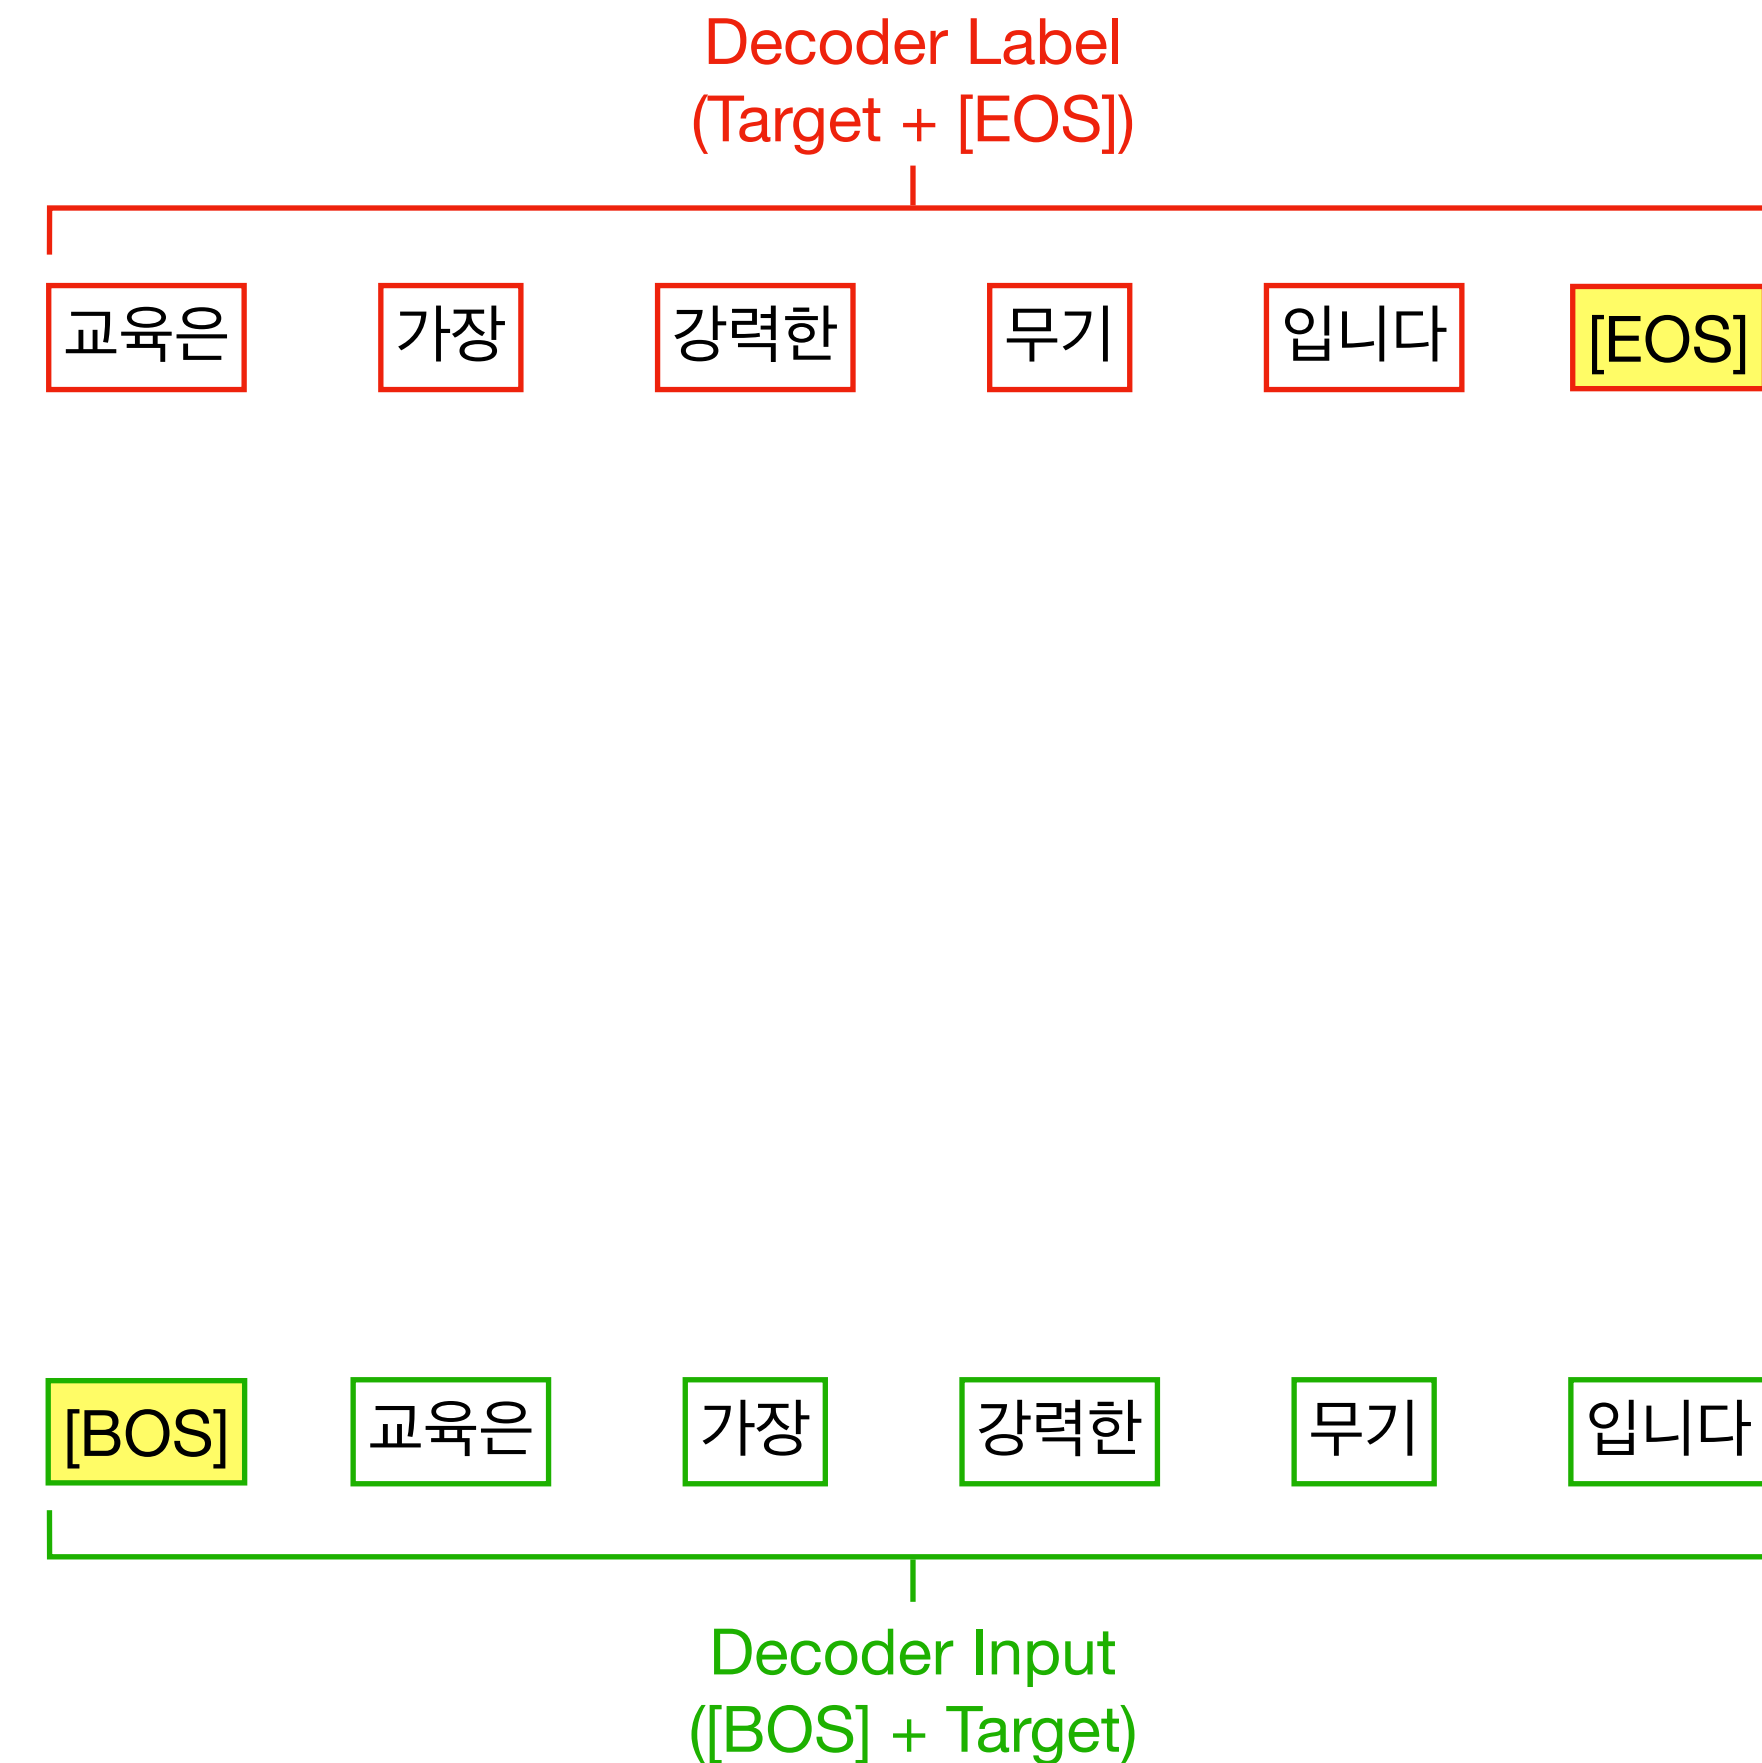 Decoder Label
(Target + [EOS])
교육은 가장 강력한 무기 입니다 [EOS]
[BOS] 교육은 가장 강력한 무기 입니다
Decoder Input
([BOS] + Target)